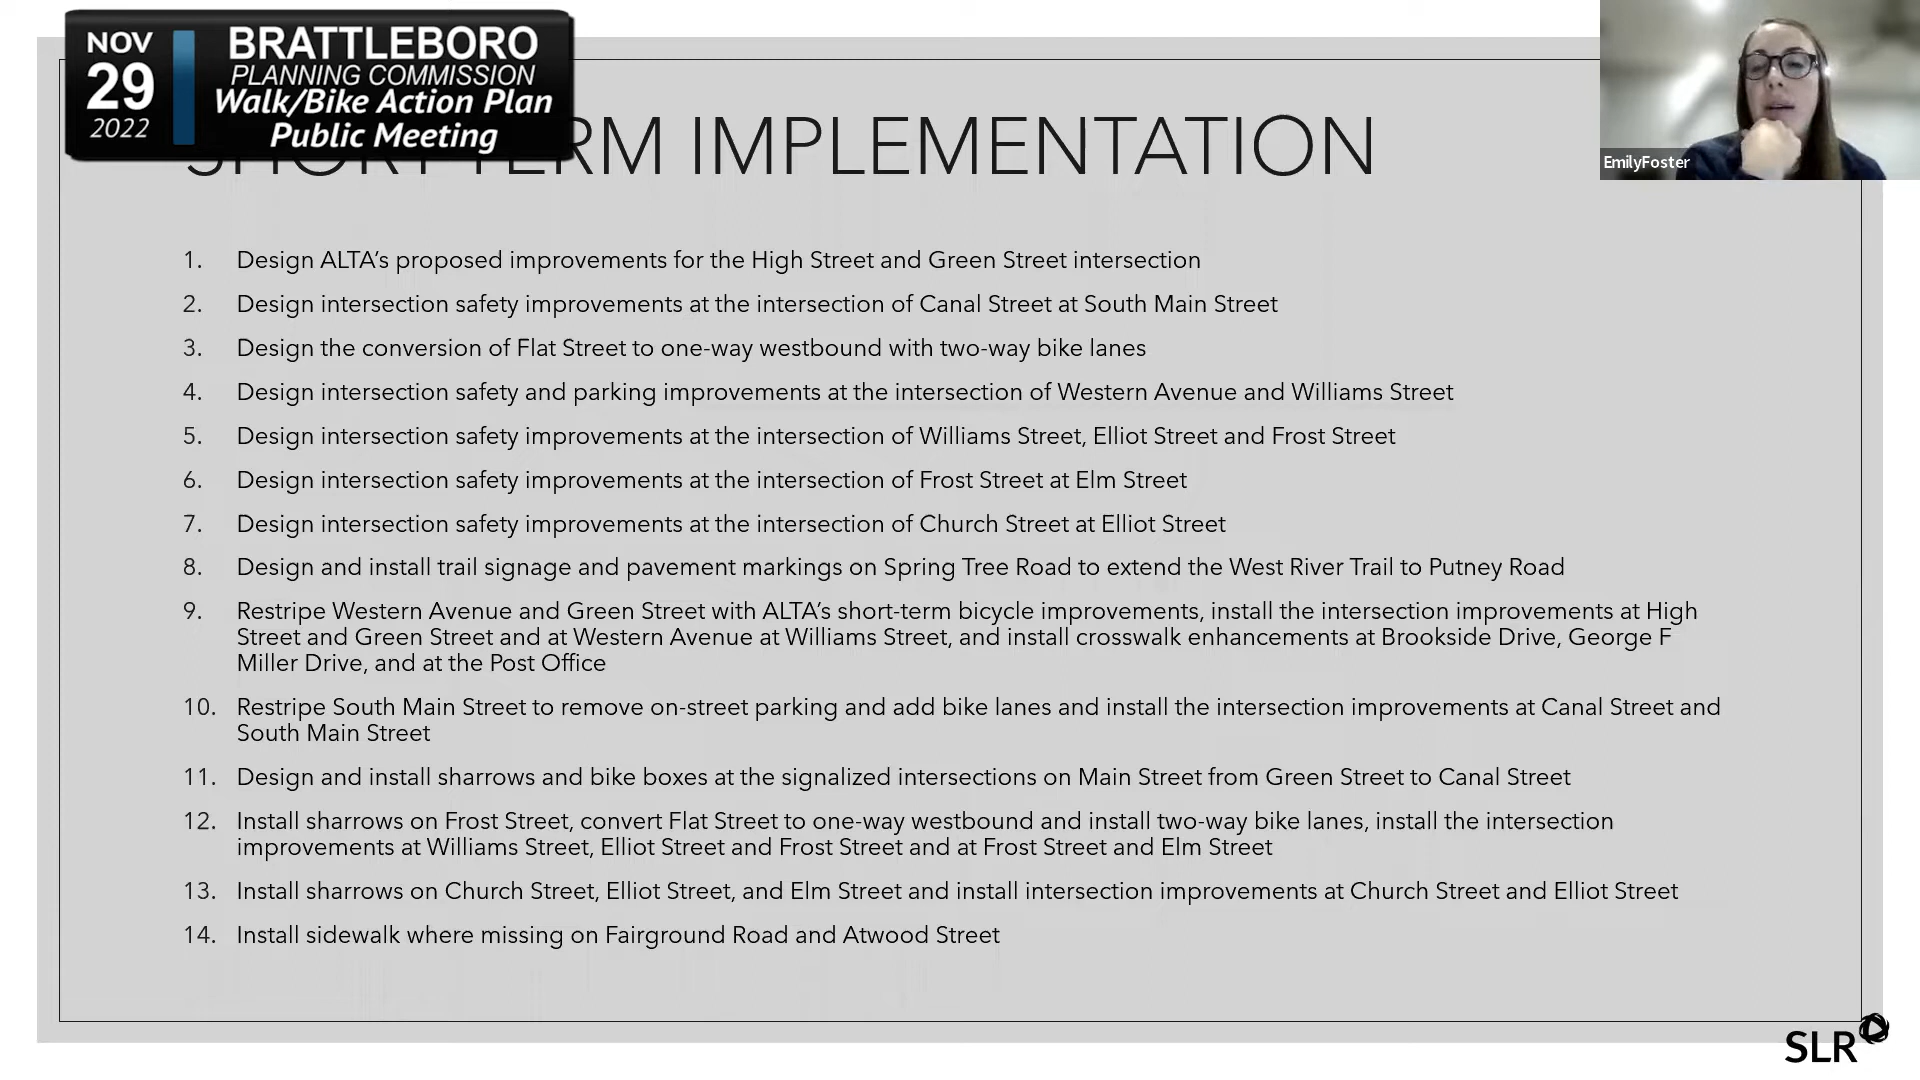 NOV
29
2022
BRATTLEBORO
PLANNING COMMISSION
Walk/Bike Action Plan
Public Meeting
SHORT TERM IMPLEMENTATION
EmilyFoster
1. Design ALTA's proposed improvements for the High Street and Green Street intersection
2. Design intersection safety improvements at the intersection of Canal Street at South Main Street
3. Design the conversion of Flat Street to one-way westbound with two-way bike lanes
4. Design intersection safety and parking improvements at the intersection of Western Avenue and Williams Street
5. Design intersection safety improvements at the intersection of Williams Street, Elliot Street and Frost Street
6. Design intersection safety improvements at the intersection of Frost Street at Elm Street
7. Design intersection safety improvements at the intersection of Church Street at Elliot Street
8. Design and install trail signage and pavement markings on Spring Tree Road to extend the West River Trail to Putney Road
9. Restripe Western Avenue and Green Street with ALTA's short-term bicycle improvements, install the intersection improvements at High
Street and Green Street and at Western Avenue at Williams Street, and install crosswalk enhancements at Brookside Drive, George F
Miller Drive, and at the Post Office
10. Restripe South Main Street to remove on-street parking and add bike lanes and install the intersection improvements at Canal Street and
South Main Street
11. Design and install sharrows and bike boxes at the signalized intersections on Main Street from Green Street to Canal Street
12. Install sharrows on Frost Street, convert Flat Street to one-way westbound and install two-way bike lanes, install the intersection
improvements at Williams Street, Elliot Street and Frost Street and at Frost Street and Elm Street
13. Install sharrows on Church Street, Elliot Street, and Elm Street and install intersection improvements at Church Street and Elliot Street
14. Install sidewalk where missing on Fairground Road and Atwood Street
SLR